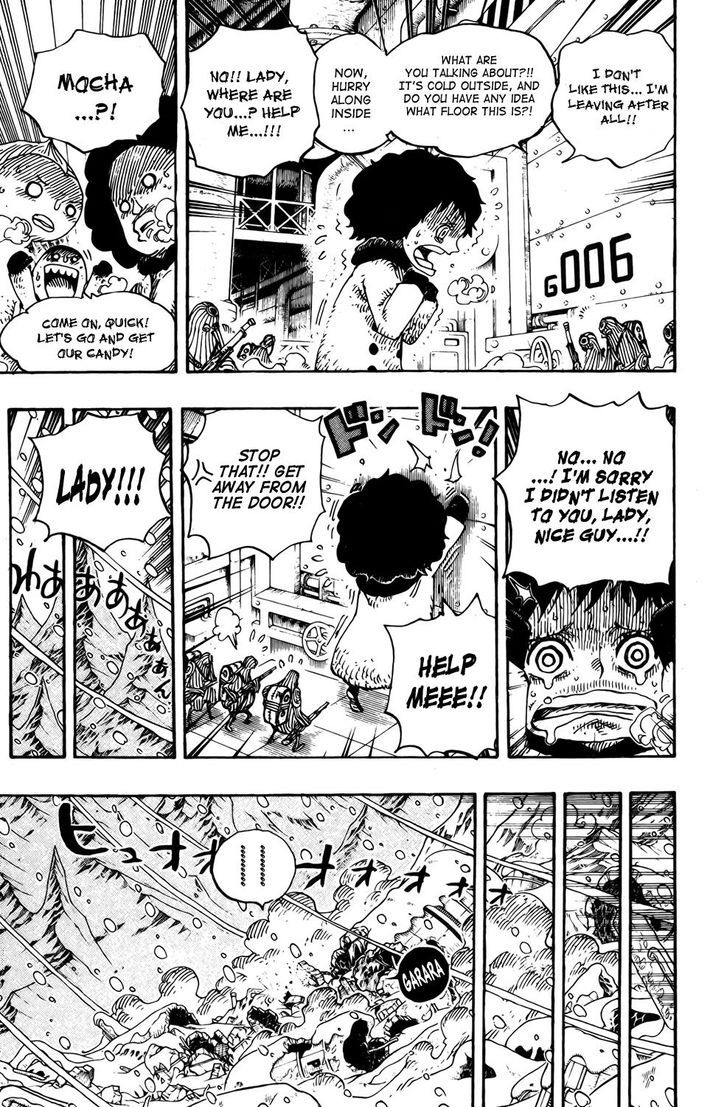 I DON'T
LIKE THIS... I'M
LEAVING AFTER
ALL!!
WHAT ARE
YOU TALKING ABOUT?!!
IT'S COLD OUTSIDE, AND
DO YOU HAVE ANY IDEA
WHAT FLOOR THIS IS?!
NOW,
HURRY
ALONG
INSIDE
...
NO!! LADY,
WHERE ARE
YOU...? HELP
ME...!!!
G006
MOCHA
...?!
COME ON, QUICK!
LET'S GO AND GET
OUR CANDY!
NO... NO
...! I'M SORRY
I DIDN'T LISTEN
TO YOU, LADY,
NICE GUY...!!
ドン
ドン!!
STOP
THAT!! GET
AWAY FROM
THE DOOR!!
HELP
MEEE!!
LADY!!!
わあぁあぁぁん
ヒュオオオオオオ
!!
GARARA